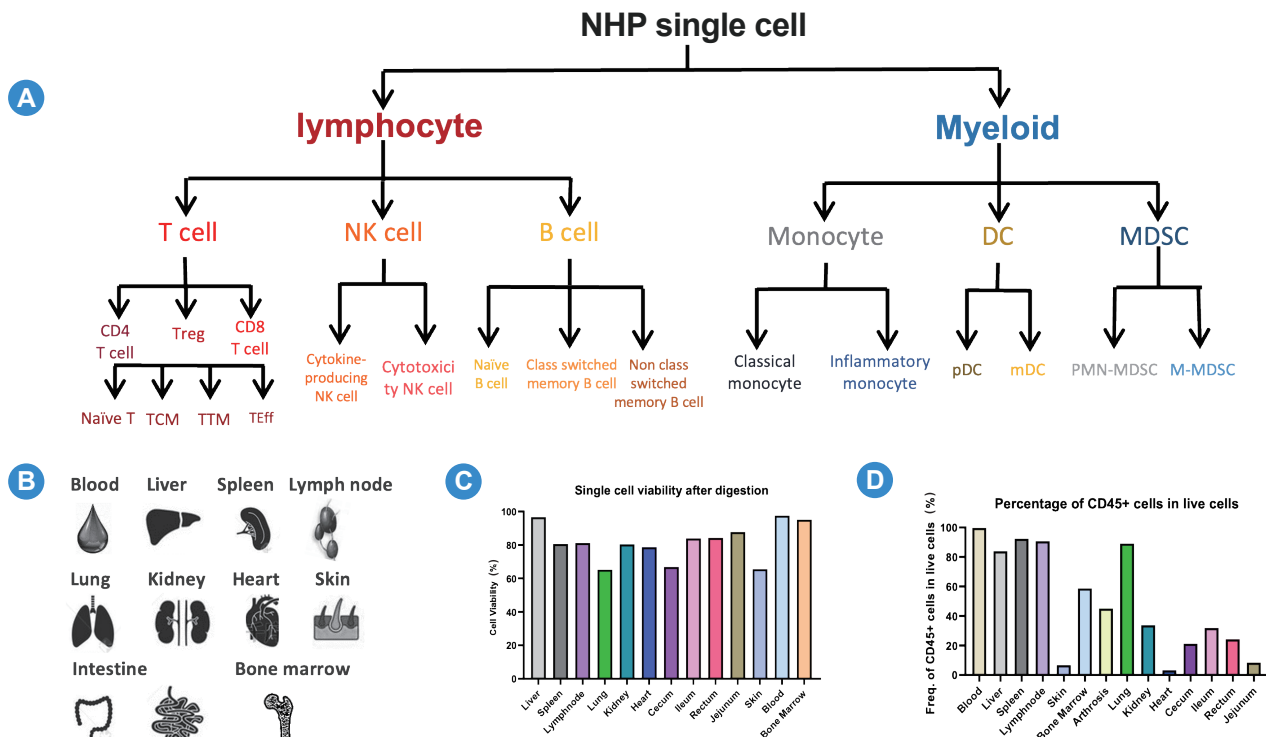 NHP single cell
A
lymphocyte
Myeloid
T cell
NK cell
B cell
Monocyte
DC
MDSC
CD4
T cell
Treg
CD8
T cell
Cytokine-
producing
NK cell
Cytotoxici
ty NK cell
Naïve
B cell
Class switched
memory B cell
Non class
switched
memory B cell
Classical
monocyte
Inflammatory
monocyte
pDC
mDC
PMN-MDSC
M-MDSC
Naïve T
TCM
TTM
TEff
B
Blood
Liver
Spleen
Lymph node
Lung
Kidney
Heart
Skin
Intestine
Bone marrow
C
Single cell viability after digestion
Cell Viability (%)
100
80
60
40
20
0
Liver
Spleen
Lymphnode
Lung
Kidney
Heart
Cecum
Ileum
Rectum
Jejunum
Skin
Blood
Bone Marrow
D
Percentage of CD45+ cells in live cells
Freq. of CD45+ cells in live cells (%)
100
80
60
40
20
0
Blood
Liver
Spleen
Lymphnode
Skin
Bone Marrow
Arthrosis
Lung
Kidney
Heart
Cecum
Ileum
Rectum
Jejunum